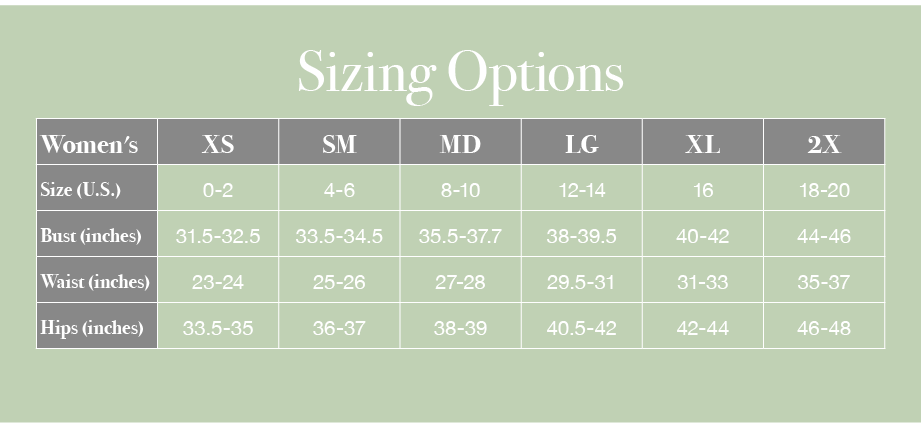 Sizing Options
Women's XS SM MD LG XL 2X
Size (U.S.) 0-2 4-6 8-10 12-14 16 18-20
Bust (inches) 31.5-32.5 33.5-34.5 35.5-37.7 38-39.5 40-42 44-46
Waist (inches) 23-24 25-26 27-28 29.5-31 31-33 35-37
Hips (inches) 33.5-35 36-37 38-39 40.5-42 42-44 46-48